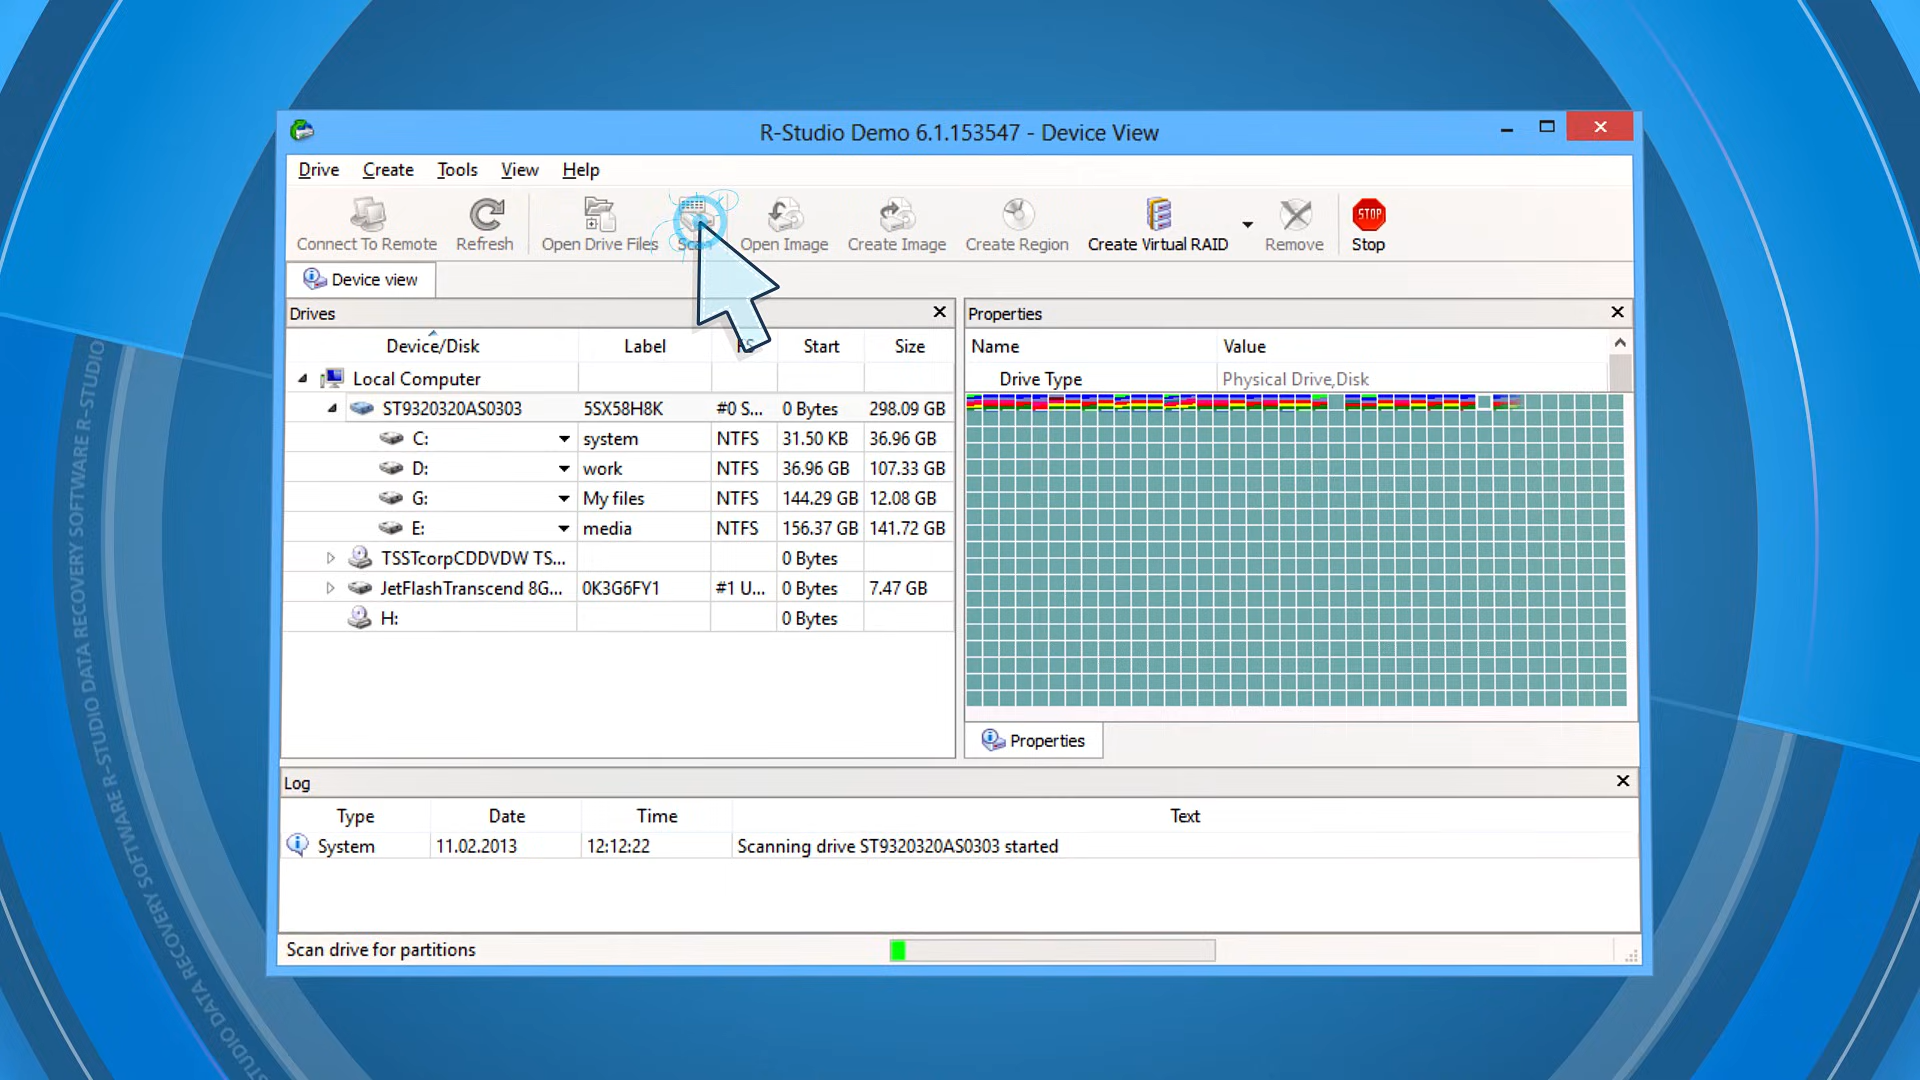 R-Studio Demo 6.1.153547 - Device View
Drive Create Tools View Help
Connect To Remote Refresh Open Drive Files Open Image Create Image Create Region Create Virtual RAID Remove STOP Stop
Device view
Drives
Device/Disk Label Start Size
Local Computer
ST9320320AS0303 5SX58H8K #0 S... 0 Bytes 298.09 GB
C: system NTFS 31.50 KB 36.96 GB
D: work NTFS 36.96 GB 107.33 GB
G: My files NTFS 144.29 GB 12.08 GB
E: media NTFS 156.37 GB 141.72 GB
TSSTcorpCDDVDW TS... 0 Bytes
JetFlashTranscend 8G... 0K3G6FY1 #1 U... 0 Bytes 7.47 GB
H: 0 Bytes
Properties
Name Value
Drive Type Physical Drive,Disk
Properties
Log
Type Date Time Text
System 11.02.2013 12:12:22 Scanning drive ST9320320AS0303 started
Scan drive for partitions
R-STUDIO DATA RECOVERY SOFTWARE R-STUDIO DATA RECOVERY SOFTWARE R-STUDIO